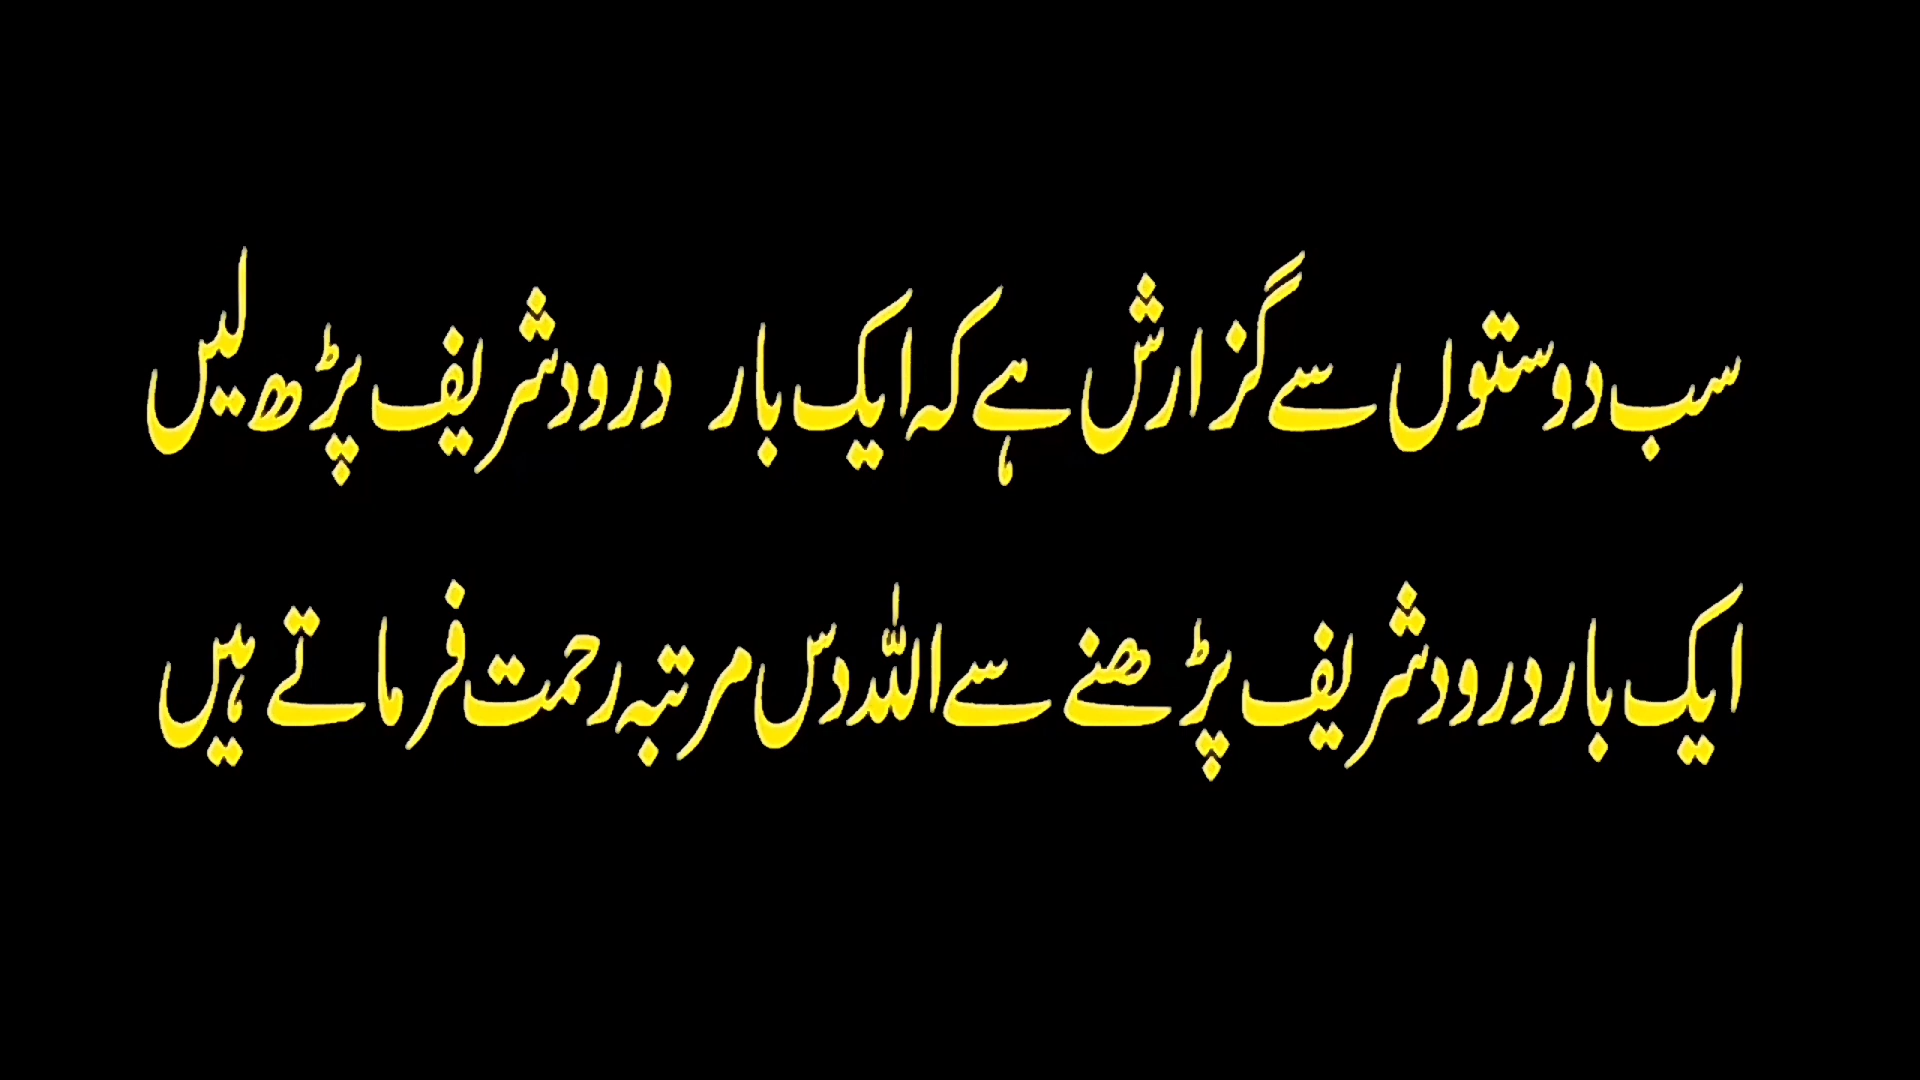 سب دوستوں سے گزارش ہے کہ ایک بار درود شریف پڑھ لیں
ایک بار درود شریف پڑھنے سے اللہ دس مرتبہ رحمت فرماتے ہیں